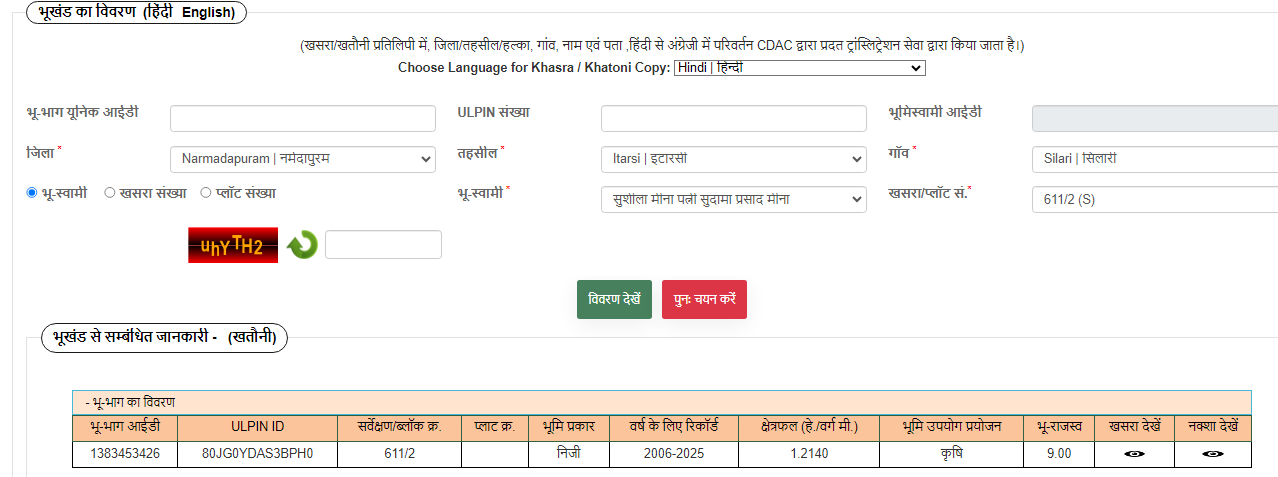 भूखंड का विवरण (हिंदी English)
(खसरा/खतौनी प्रतिलिपी में, जिला/तहसील/हल्का, गांव, नाम एवं पता ,हिंदी से अंग्रेजी में परिवर्तन CDAC द्वारा प्रदत ट्रांस्लिट्रेशन सेवा द्वारा किया जाता है।)
Choose Language for Khasra / Khatoni Copy: Hindi | हिन्दी
भू-भाग यूनिक आईडी ULPIN संख्या भूमिस्वामी आईडी
जिला * Narmadapuram | नर्मदापुरम तहसील * Itarsi | इटारसी गॉव * Silari | सिलारी
भू-स्वामी खसरा संख्या प्लॉट संख्या भू-स्वामी * सुशीला मीना पत्नी सुदामा प्रसाद मीना खसरा/प्लॉट सं.* 611/2 (S)
uhYTH2
विवरण देखें पुनः चयन करें
भूखंड से सम्बंधित जानकारी - (खतौनी)
- भू-भाग का विवरण
भू-भाग आईडी ULPIN ID सर्वेक्षण/ब्लॉक क्र. प्लाट क्र. भूमि प्रकार वर्ष के लिए रिकॉर्ड क्षेत्रफल (हे./वर्ग मी.) भूमि उपयोग प्रयोजन भू-राजस्व खसरा देखें नक्शा देखें
1383453426 80JG0YDAS3BPH0 611/2 निजी 2006-2025 1.2140 कृषि 9.00